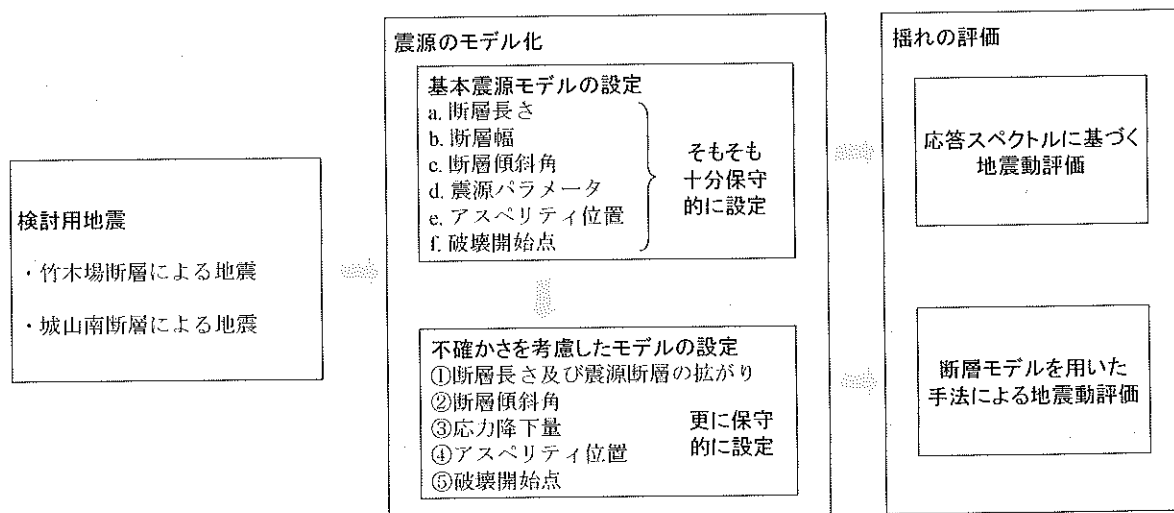 検討用地震
・竹木場断層による地震
・城山南断層による地震
震源のモデル化
基本震源モデルの設定
a. 断層長さ
b. 断層幅
c. 断層傾斜角
d. 震源パラメータ
e. アスペリティ位置
f. 破壊開始点
そもそも
十分保守
的に設定
不確かさを考慮したモデルの設定
①断層長さ及び震源断層の拡がり
②断層傾斜角
③応力降下量
④アスペリティ位置
⑤破壊開始点
更に保守
的に設定
揺れの評価
応答スペクトルに基づく
地震動評価
断層モデルを用いた
手法による地震動評価